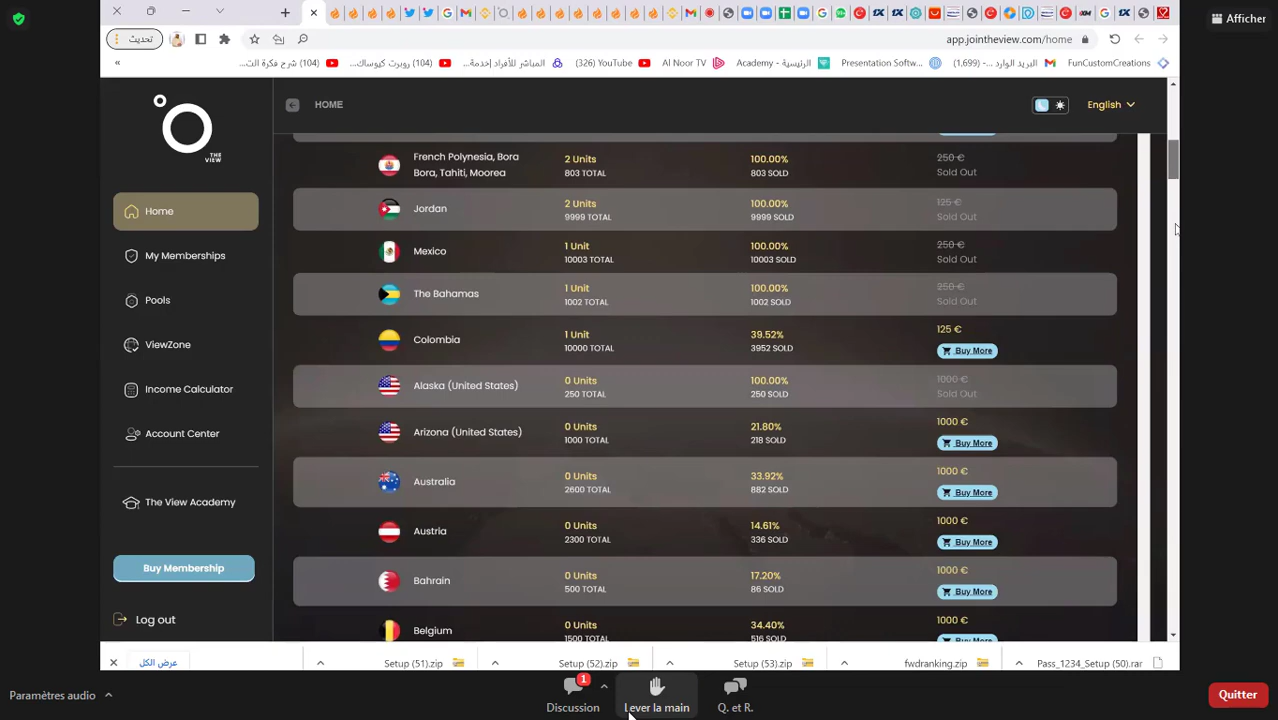 Afficher
تحديث
app.jointheview.com/home
«
(104) شرح فكرة الت...
(104) روبرت كيوساك...
المباشر للأفراد | خدمة...
(326) YouTube
Al Noor TV
الرئيسية - Academy
Presentation Softw...
البريد الوارد - (1.699)...
FunCustomCreations
THE VIEW
HOME
English
Home
My Memberships
Pools
ViewZone
Income Calculator
Account Center
The View Academy
Buy Membership
Log out
French Polynesia, Bora Bora, Tahiti, Moorea
2 Units
803 TOTAL
100.00%
803 SOLD
250 €
Sold Out
Jordan
2 Units
9999 TOTAL
100.00%
9999 SOLD
125 €
Sold Out
Mexico
1 Unit
10003 TOTAL
100.00%
10003 SOLD
250 €
Sold Out
The Bahamas
1 Unit
1002 TOTAL
100.00%
1002 SOLD
250 €
Sold Out
Colombia
1 Unit
10000 TOTAL
39.52%
3952 SOLD
125 €
Buy More
Alaska (United States)
0 Units
250 TOTAL
100.00%
250 SOLD
1000 €
Sold Out
Arizona (United States)
0 Units
1000 TOTAL
21.80%
218 SOLD
1000 €
Buy More
Australia
0 Units
2600 TOTAL
33.92%
882 SOLD
1000 €
Buy More
Austria
0 Units
2300 TOTAL
14.61%
336 SOLD
1000 €
Buy More
Bahrain
0 Units
500 TOTAL
17.20%
86 SOLD
1000 €
Buy More
Belgium
0 Units
1500 TOTAL
34.40%
516 SOLD
1000 €
Buy More
عرض الكل
Setup (51).zip
Setup (52).zip
Setup (53).zip
fwdranking.zip
Pass_1234_Setup (50).rar
Paramètres audio
1
Discussion
Lever la main
Q. et R.
Quitter